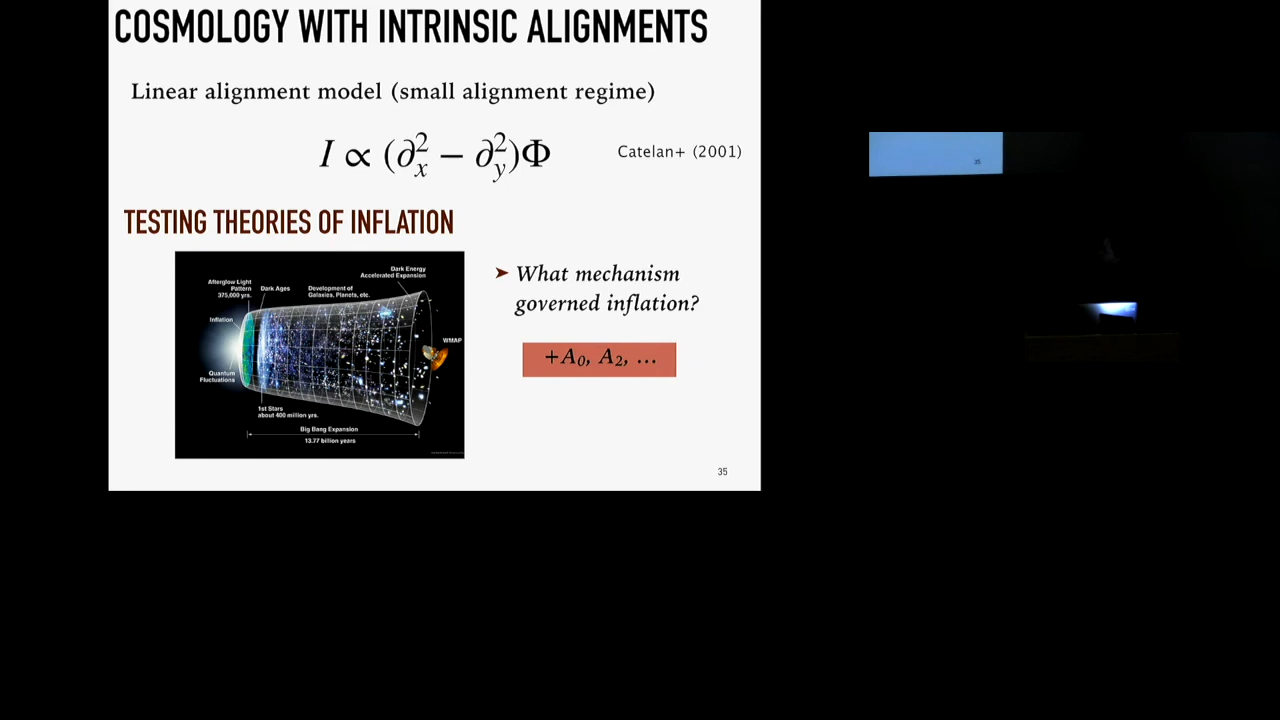 COSMOLOGY WITH INTRINSIC ALIGNMENTS
Linear alignment model (small alignment regime)
I ∝ (∂²ₓ − ∂²ᵧ)Φ
Catelan+ (2001)
TESTING THEORIES OF INFLATION
Dark Energy
Accelerated Expansion
Afterglow Light
Pattern
375,000 yrs.
Dark Ages
Development of
Galaxies, Planets, etc.
Inflation
WMAP
Quantum
Fluctuations
1st Stars
about 400 million yrs.
Big Bang Expansion
13.77 billion years
➤ What mechanism
governed inflation?
+A₀, A₂, ...
35
35